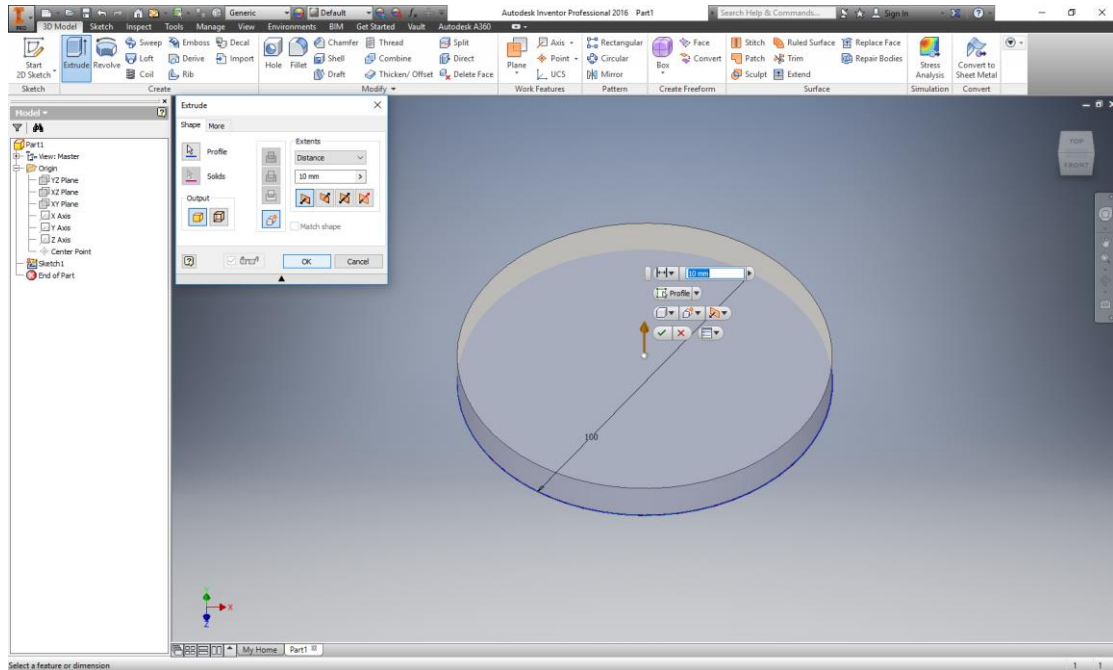 Generic Default Autodesk Inventor Professional 2016 Part1 Search Help & Commands... Sign In
PRO 3D Model Sketch Inspect Tools Manage View Environments BIM Get Started Vault Autodesk A360
Start 2D Sketch Extrude Revolve Sweep Emboss Decal Hole Fillet Chamfer Thread Split Plane Axis Rectangular Box Face Stitch Ruled Surface Replace Face Stress Analysis Convert to Sheet Metal
Loft Derive Import Shell Combine Direct Point Circular Convert Patch Trim Repair Bodies
Coil Rib Draft Thicken/ Offset Delete Face UCS Mirror Sculpt Extend
Sketch Create Modify Work Features Pattern Create Freeform Surface Simulation Convert
Model
Part1
View: Master
Origin
YZ Plane
XZ Plane
XY Plane
X Axis
Y Axis
Z Axis
Center Point
Sketch1
End of Part
Extrude
Shape More
Profile
Solids
Output
Extents
Distance
10 mm
Match shape
OK Cancel
TOP
FRONT
10 mm
Profile
100
X
Z
My Home Part1
Select a feature or dimension 1 1